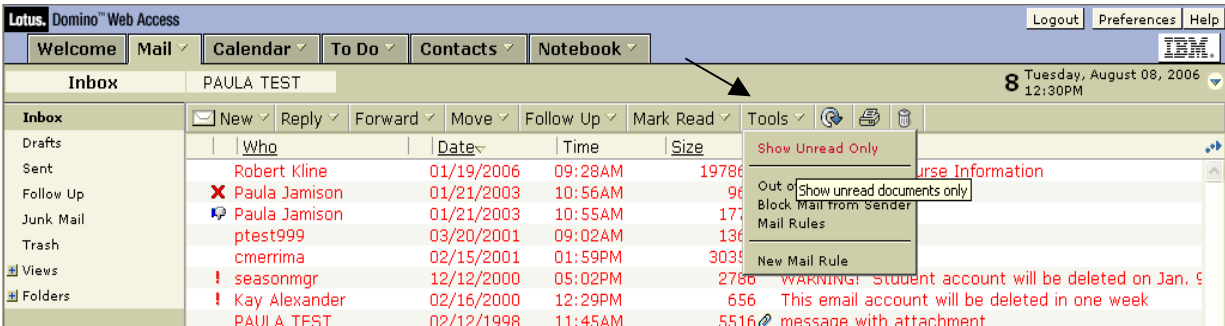 Lotus. Domino™ Web Access Logout Preferences Help
Welcome Mail Calendar To Do Contacts Notebook IBM.
Inbox PAULA TEST 8 Tuesday, August 08, 2006
12:30PM
Inbox New Reply Forward Move Follow Up Mark Read Tools
Drafts Who Date Time Size Show Unread Only
Sent Robert Kline 01/19/2006 09:28AM 19786 Information
Follow Up Paula Jamison 01/21/2003 10:56AM Out Show unread documents only
Junk Mail Paula Jamison 01/21/2003 10:55AM 177 Block Mail from Sender
Mail Rules
Trash ptest999 03/20/2001 09:02AM 136
Views cmerrima 02/15/2001 01:59PM 3035 New Mail Rule
! seasonmgr 12/12/2000 05:02PM 2786 WARNING! Student account will be deleted on Jan. 9
Folders ! Kay Alexander 02/16/2000 12:29PM 656 This email account will be deleted in one week
PAULA TEST 02/12/1998 11:45AM 5516 message with attachment